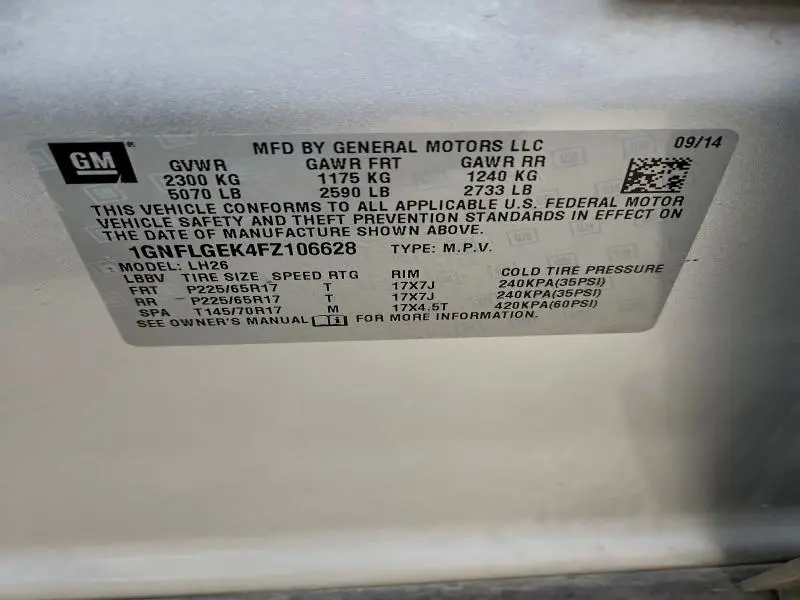 GM
MFD BY GENERAL MOTORS LLC 09/14
GVWR GAWR FRT GAWR RR
2300 KG 1175 KG 1240 KG
5070 LB 2590 LB 2733 LB
THIS VEHICLE CONFORMS TO ALL APPLICABLE U.S. FEDERAL MOTOR
VEHICLE SAFETY AND THEFT PREVENTION STANDARDS IN EFFECT ON
THE DATE OF MANUFACTURE SHOWN ABOVE.
1GNFLGEK4FZ106628 TYPE: M.P.V.
MODEL: LH26
LBBV TIRE SIZE SPEED RTG RIM COLD TIRE PRESSURE
FRT P225/65R17 T 17X7J 240KPA(35PSI)
RR P225/65R17 T 17X7J 240KPA(35PSI)
SPA T145/70R17 M 17X4.5T 420KPA(60PSI)
SEE OWNER'S MANUAL i FOR MORE INFORMATION.